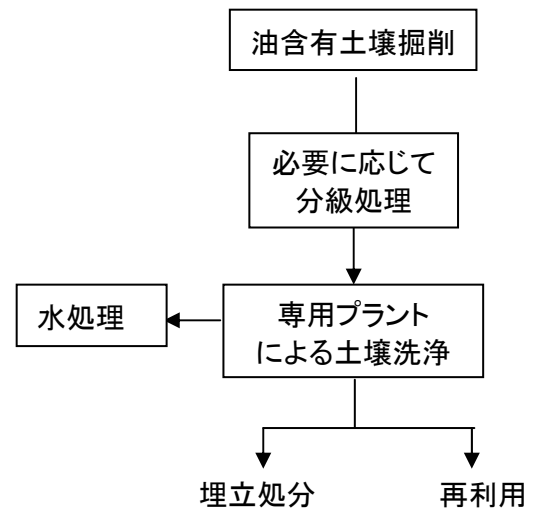 油含有土壌掘削
必要に応じて
分級処理
水処理
専用プラント
による土壌洗浄
埋立処分
再利用